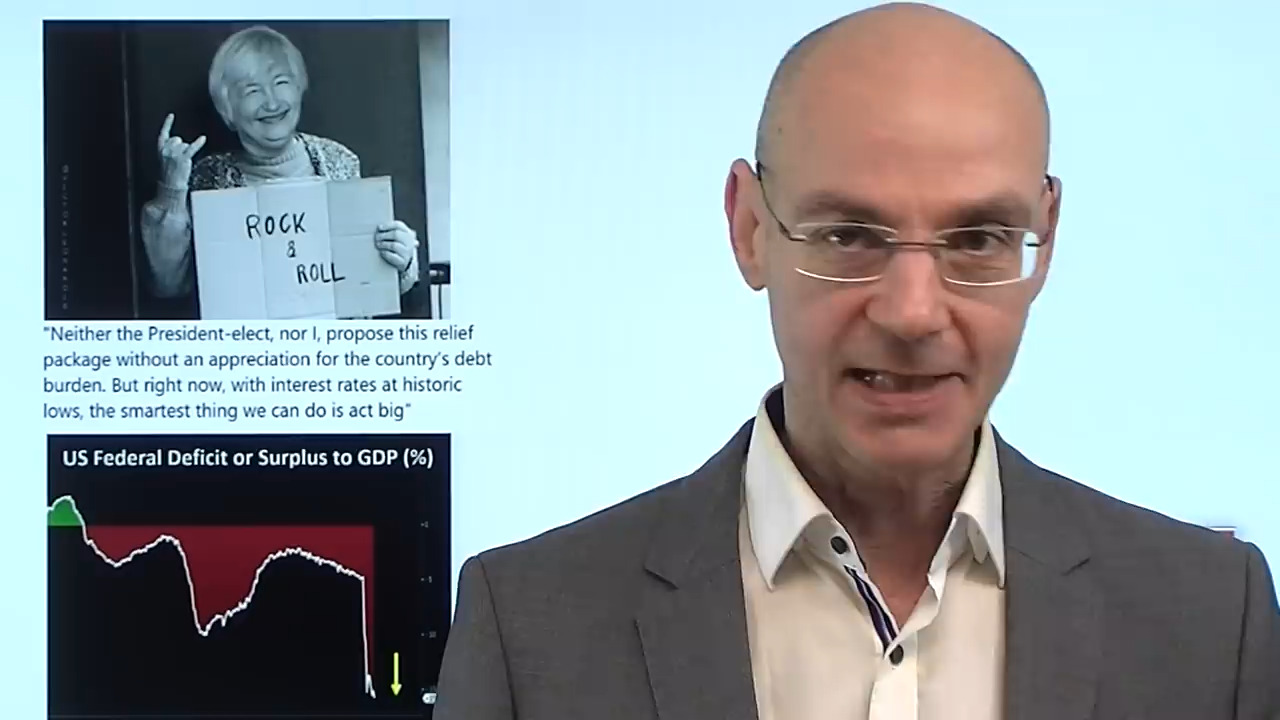 ROCK
&
ROLL
"Neither the President-elect, nor I, propose this relief
package without an appreciation for the country's debt
burden. But right now, with interest rates at historic
lows, the smartest thing we can do is act big"
US Federal Deficit or Surplus to GDP (%)